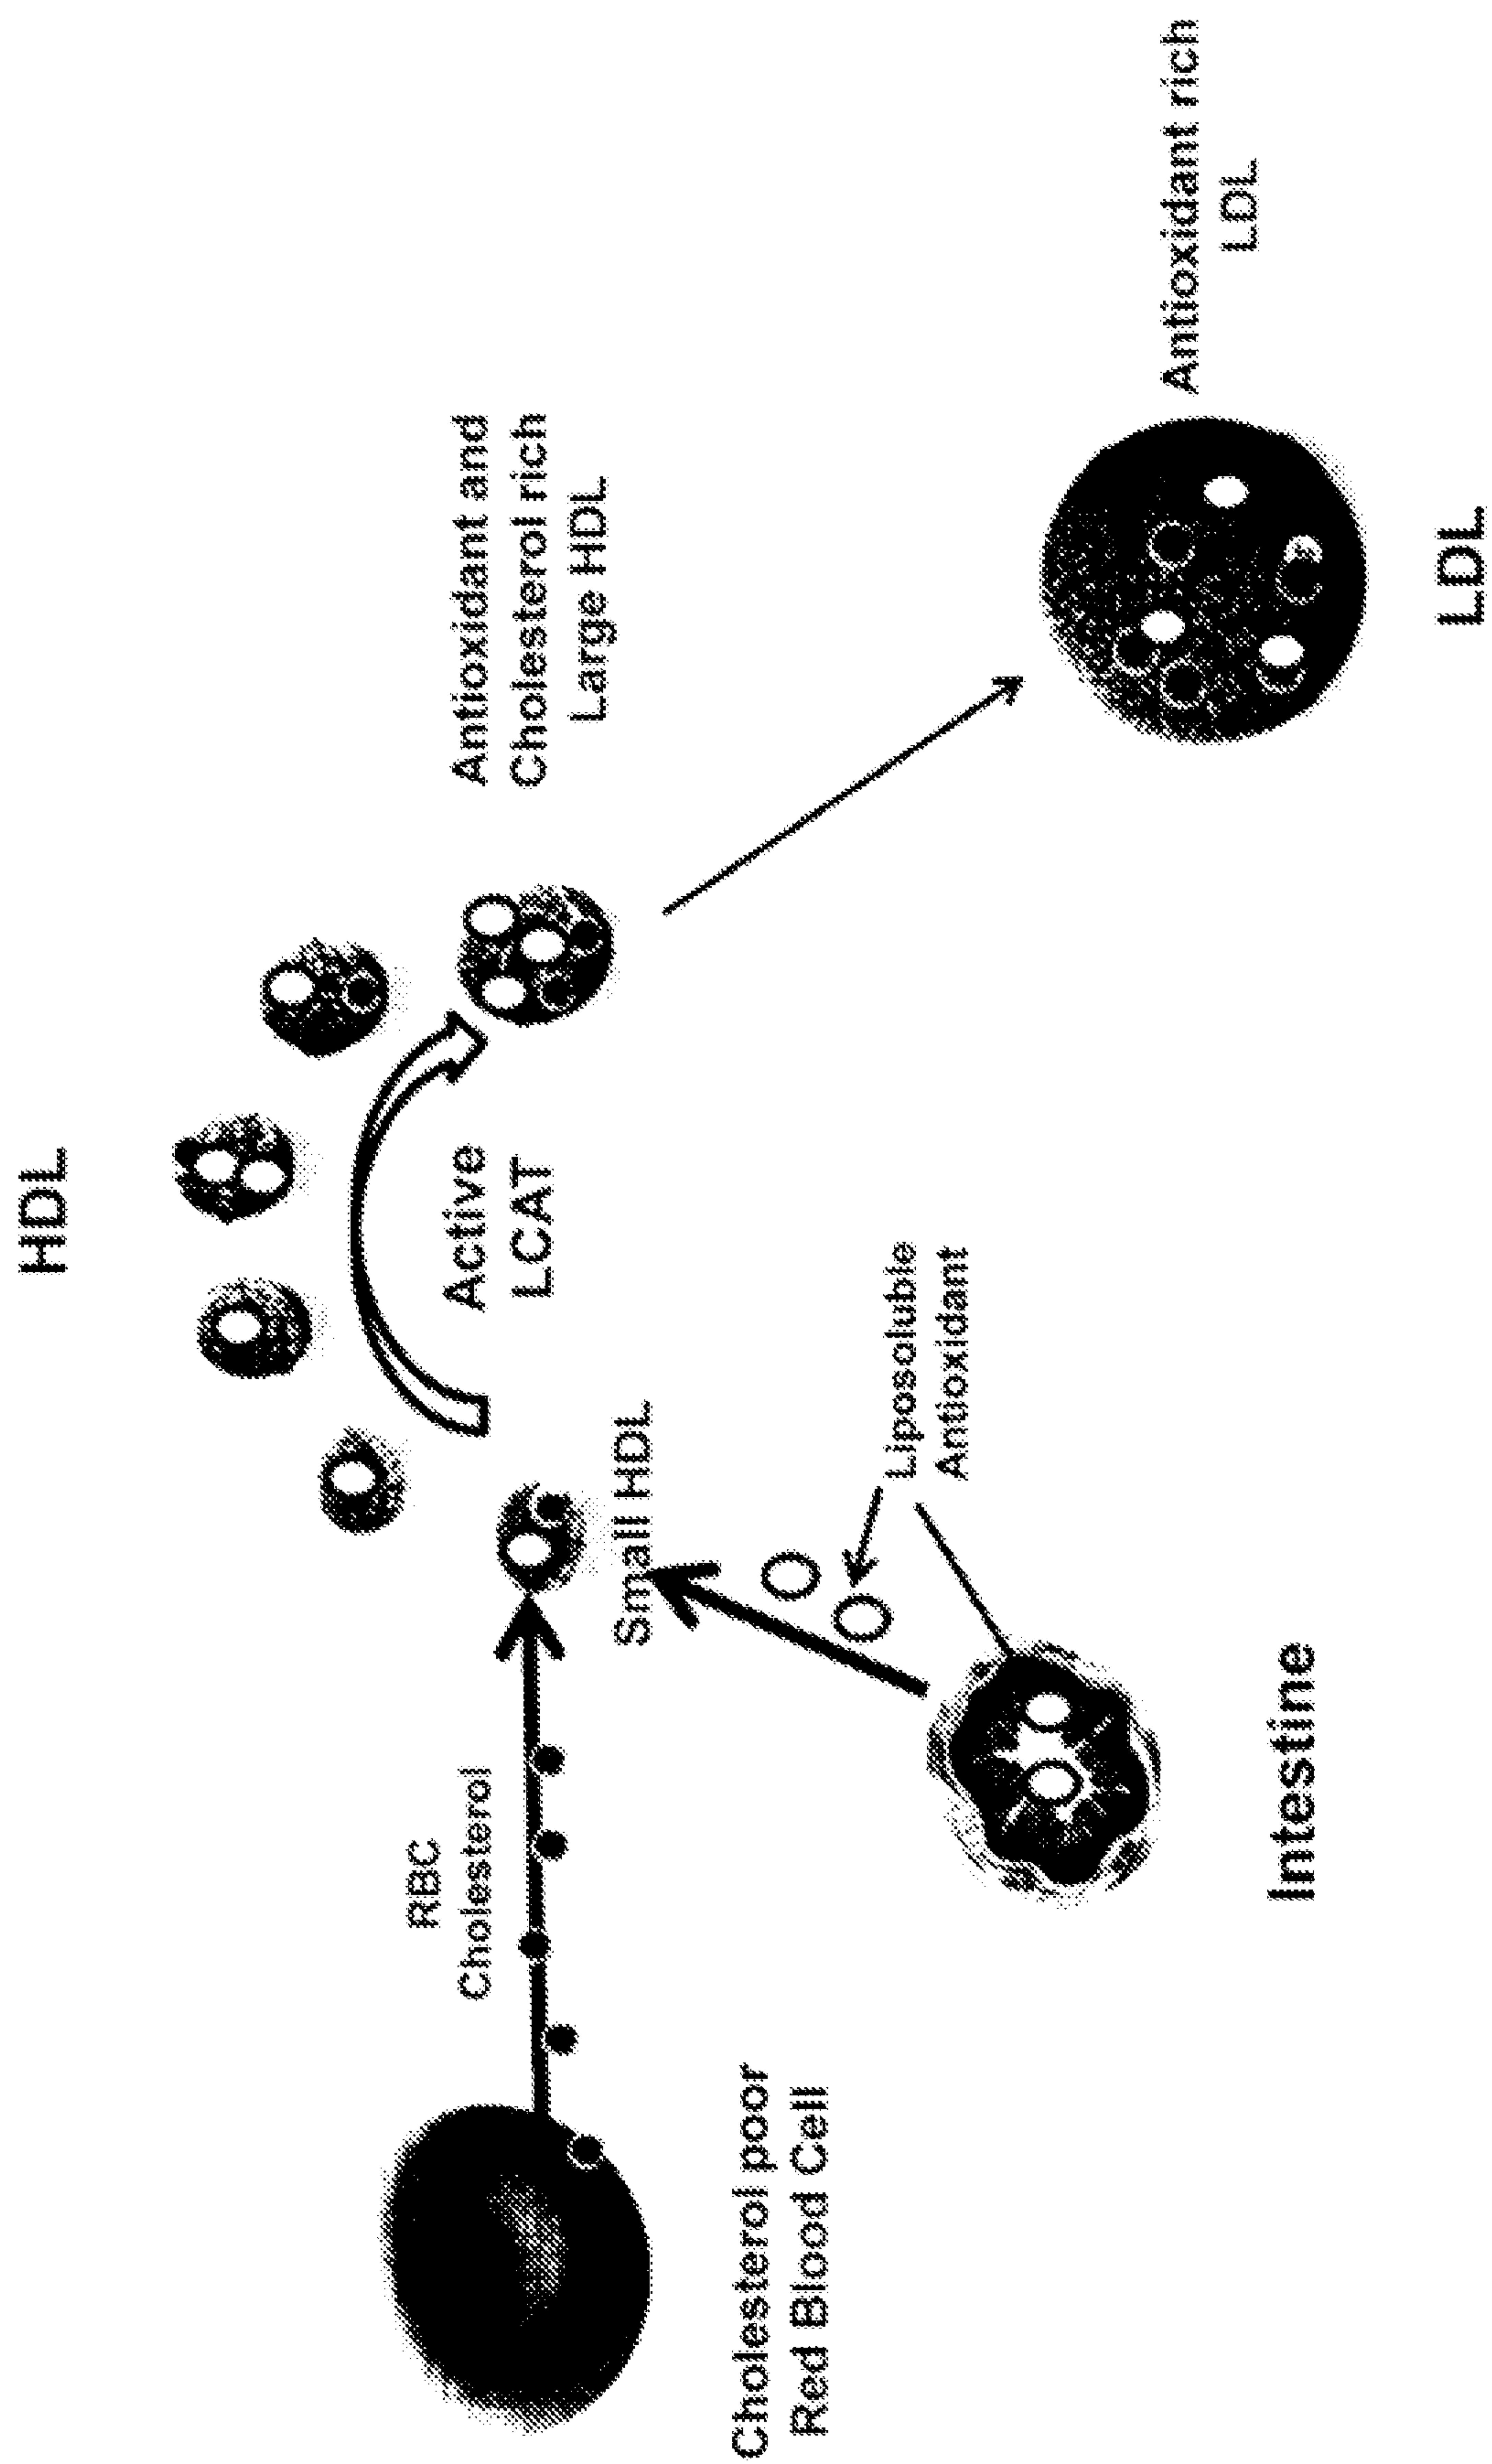 HDL
RBC
Cholesterol
Active
LCAT
Antioxidant and
Cholesterol rich
Large HDL
Small HDL
Cholesterol poor
Red Blood Cell
Liposoluble
Antioxidant
Intestine
Antioxidant rich
LDL
LDL